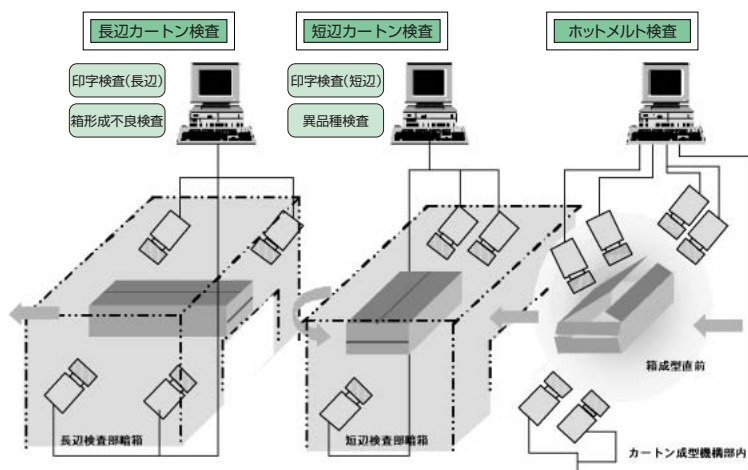 長辺カートン検査
短辺カートン検査
ホットメルト検査
印字検査(長辺)
箱形成不良検査
印字検査(短辺)
異品種検査
箱成型直前
長辺検査部暗箱
短辺検査部暗箱
カートン成型機構部内